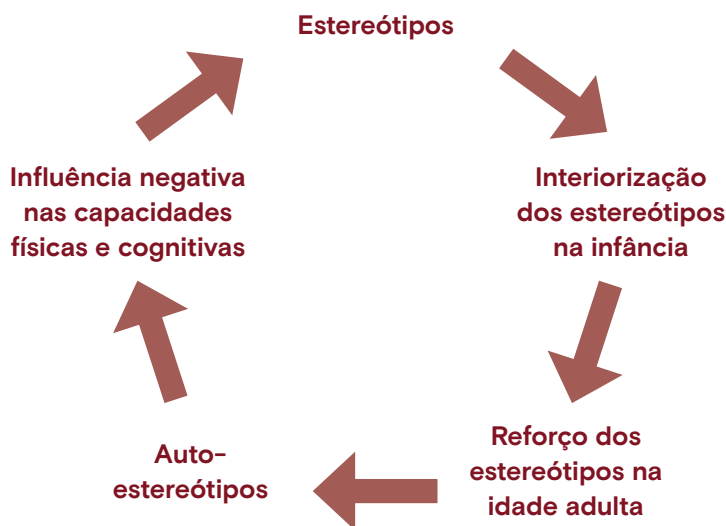 Estereótipos
Interiorização
dos estereótipos
na infância
Reforço dos
estereótipos na
idade adulta
Auto-
estereótipos
Influência negativa
nas capacidades
físicas e cognitivas